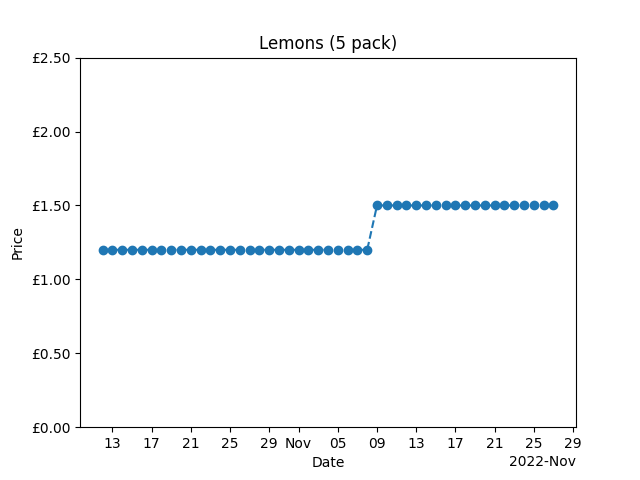 Lemons (5 pack)
£2.50
£2.00
£1.50
£1.00
£0.50
£0.00
Price
13 17 21 25 29 Nov 05 09 13 17 21 25 29
Date
2022-Nov